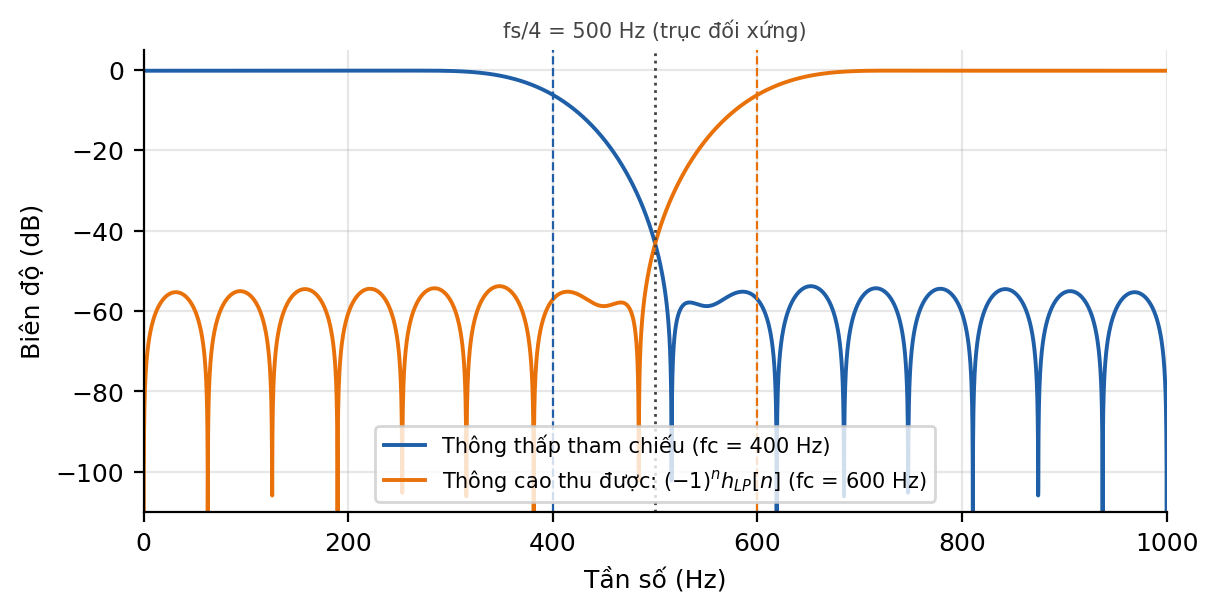 fs/4 = 500 Hz (trục đối xứng)
Biên độ (dB)
0
−20
−40
−60
−80
−100
Thông thấp tham chiếu (fc = 400 Hz)
Thông cao thu được: $(-1)^n h_{LP}[n]$ (fc = 600 Hz)
0 200 400 600 800 1000
Tần số (Hz)